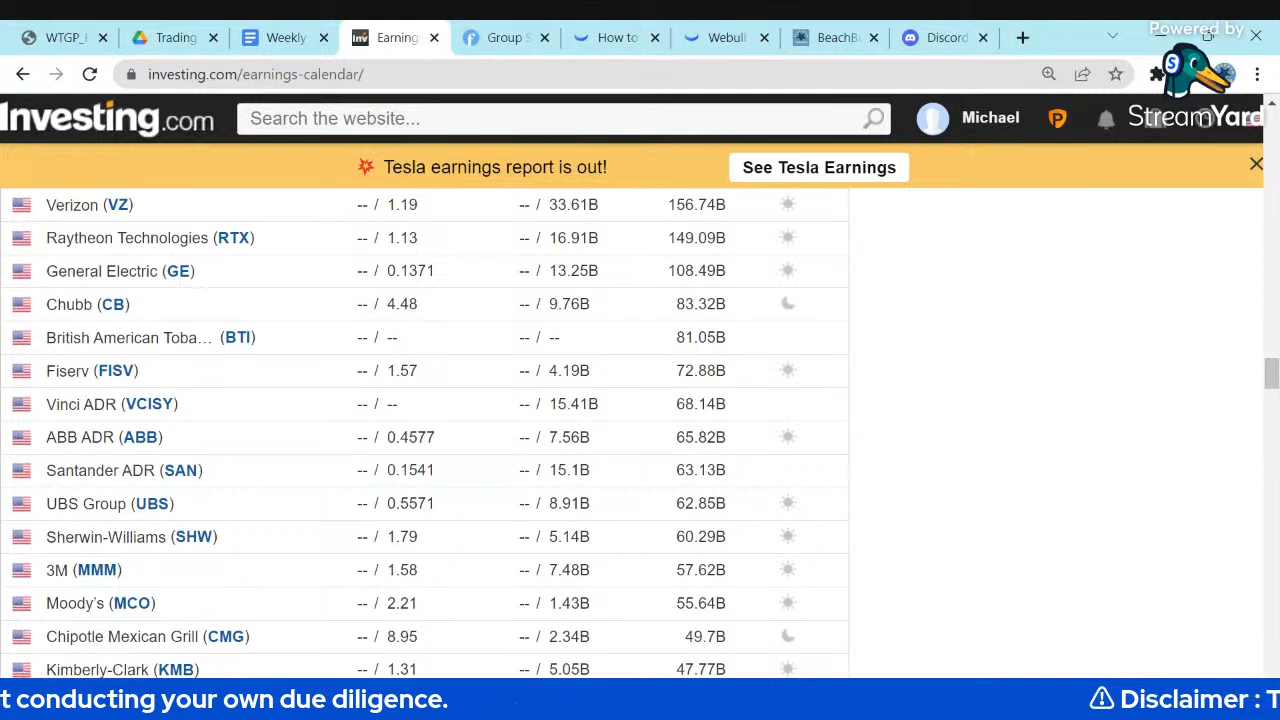 Powered by
WTGP_
Trading
Weekly
Earning
How to
Webull
BeachB
Discord
investing.com/earnings-calendar/
StreamYard
Investing.com
Search the website...
Michael
Tesla earnings report is out!
See Tesla Earnings
Verizon (VZ) -- / 1.19 -- / 33.61B 156.74B
Raytheon Technologies (RTX) -- / 1.13 -- / 16.91B 149.09B
General Electric (GE) -- / 0.1371 -- / 13.25B 108.49B
Chubb (CB) -- / 4.48 -- / 9.76B 83.32B
British American Toba... (BTI) -- / -- -- / -- 81.05B
Fiserv (FISV) -- / 1.57 -- / 4.19B 72.88B
Vinci ADR (VCISY) -- / -- -- / 15.41B 68.14B
ABB ADR (ABB) -- / 0.4577 -- / 7.56B 65.82B
Santander ADR (SAN) -- / 0.1541 -- / 15.1B 63.13B
UBS Group (UBS) -- / 0.5571 -- / 8.91B 62.85B
Sherwin-Williams (SHW) -- / 1.79 -- / 5.14B 60.29B
3M (MMM) -- / 1.58 -- / 7.48B 57.62B
Moody's (MCO) -- / 2.21 -- / 1.43B 55.64B
Chipotle Mexican Grill (CMG) -- / 8.95 -- / 2.34B 49.7B
Kimberly-Clark (KMB) -- / 1.31 -- / 5.05B 47.77B
t conducting your own due diligence. Disclaimer : T